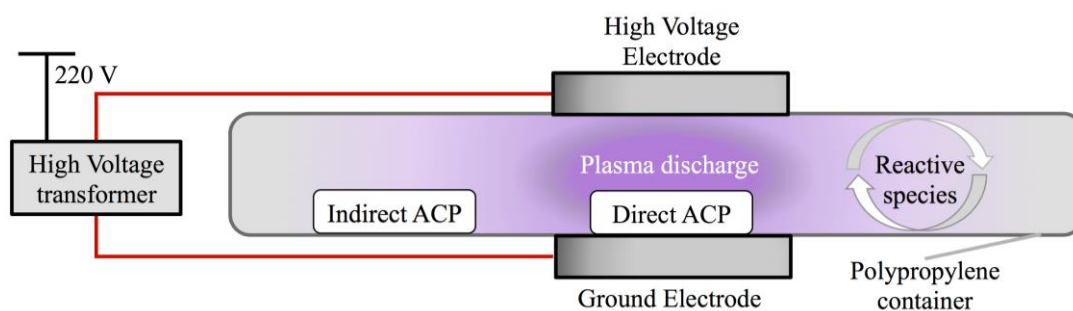 High Voltage
Electrode
220 V
High Voltage
transformer
Plasma discharge
Reactive
species
Indirect ACP
Direct ACP
Polypropylene
container
Ground Electrode